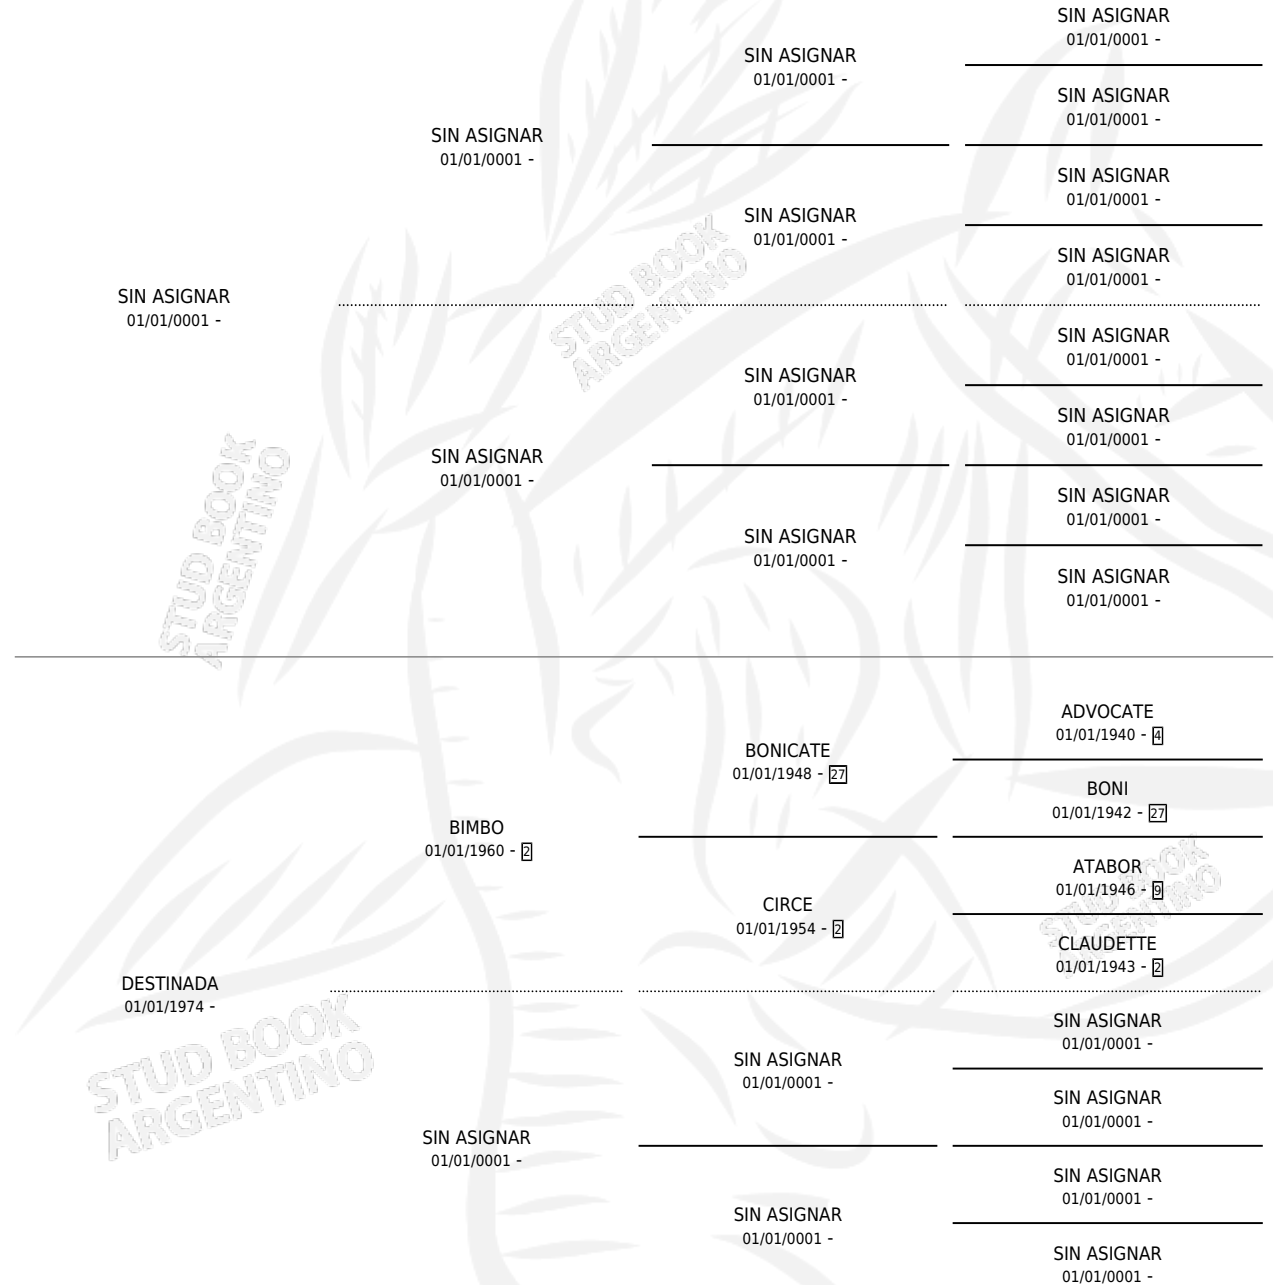 SIN ASIGNAR
01/01/0001 -
SIN ASIGNAR
01/01/0001 -
SIN ASIGNAR
01/01/0001 -
SIN ASIGNAR
01/01/0001 -
SIN ASIGNAR
01/01/0001 -
SIN ASIGNAR
01/01/0001 -
SIN ASIGNAR
01/01/0001 -
SIN ASIGNAR
01/01/0001 -
STUD BOOK
ARGENTINO
SIN ASIGNAR
01/01/0001 -
SIN ASIGNAR
01/01/0001 -
SIN ASIGNAR
01/01/0001 -
SIN ASIGNAR
01/01/0001 -
SIN ASIGNAR
01/01/0001 -
STUD BOOK
ARGENTINO
SIN ASIGNAR
01/01/0001 -
SIN ASIGNAR
01/01/0001 -
SIN ASIGNAR
01/01/0001 -
ADVOCATE
01/01/1940 - 4
BONICATE
01/01/1948 - 27
BONI
01/01/1942 - 27
BIMBO
01/01/1960 - 2
ATABOR
01/01/1946 - 9
STUD BOOK
ARGENTINO
CIRCE
01/01/1954 - 2
CLAUDETTE
01/01/1943 - 2
DESTINADA
01/01/1974 -
STUD BOOK
ARGENTINO
SIN ASIGNAR
01/01/0001 -
SIN ASIGNAR
01/01/0001 -
SIN ASIGNAR
01/01/0001 -
SIN ASIGNAR
01/01/0001 -
SIN ASIGNAR
01/01/0001 -
SIN ASIGNAR
01/01/0001 -
SIN ASIGNAR
01/01/0001 -